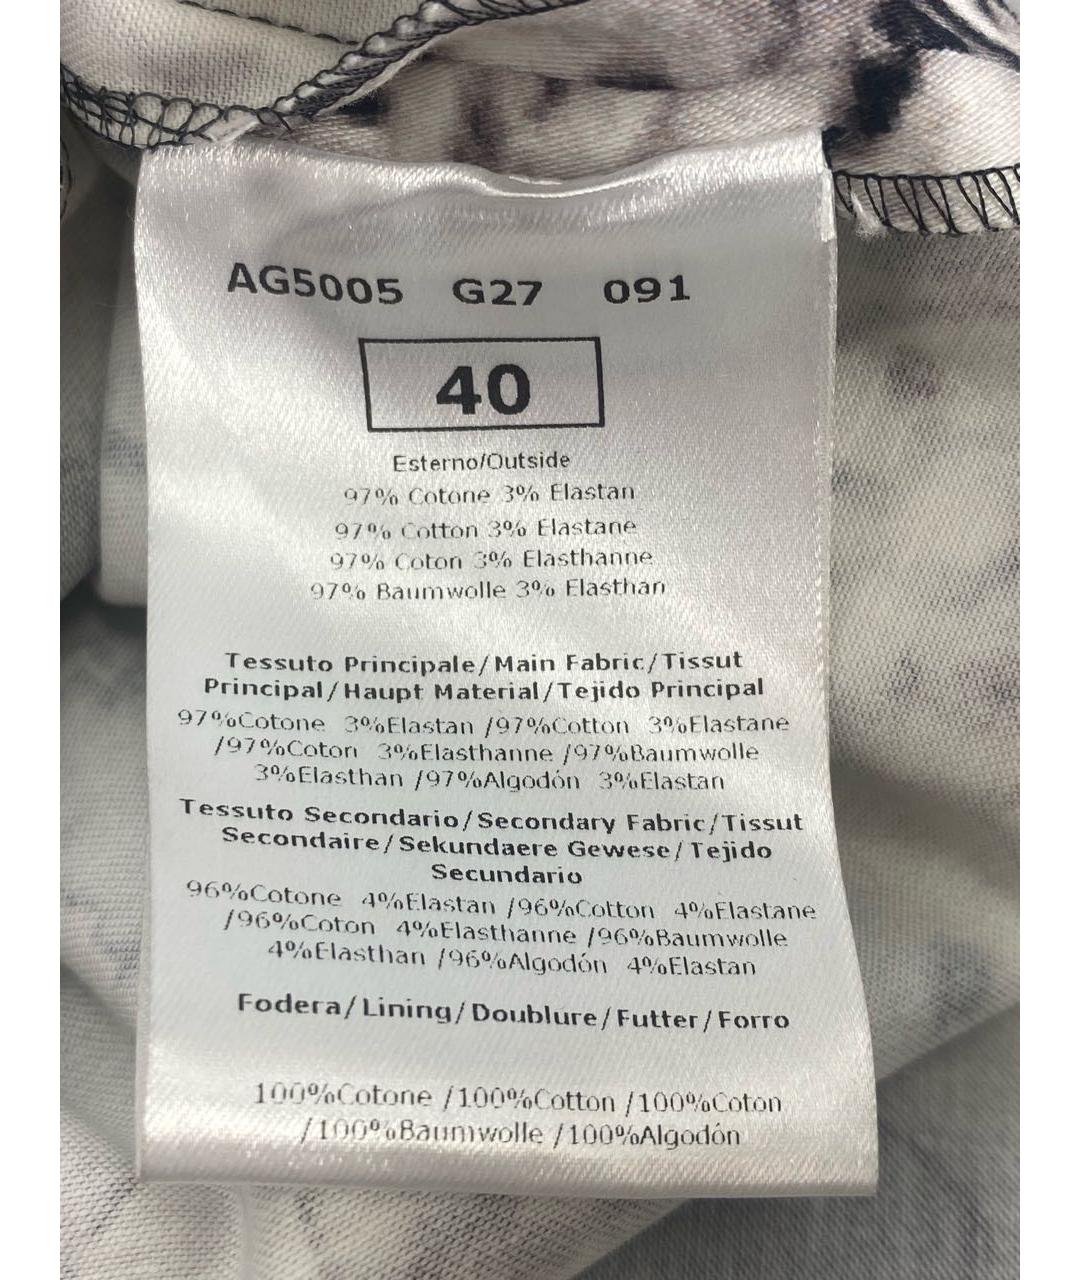 AG5005 G27 091
40
Esterno/Outside
97% Cotone 3% Elastan
97% Cotton 3% Elastane
97% Coton 3% Elasthanne
97% Baumwolle 3% Elasthan
Tessuto Principale/Main Fabric/Tissut
Principal/Haupt Material/Tejido Principal
97%Cotone 3%Elastan /97%Cotton 3%Elastane
/97%Coton 3%Elasthanne /97%Baumwolle
3%Elasthan /97%Algodón 3%Elastan
Tessuto Secondario/Secondary Fabric/Tissut
Secondaire/Sekundaere Gewese/Tejido
Secundario
96%Cotone 4%Elastan /96%Cotton 4%Elastane
/96%Coton 4%Elasthanne /96%Baumwolle
4%Elasthan /96%Algodón 4%Elastan
Fodera/Lining/Doublure/Futter/Forro
100%Cotone /100%Cotton /100%Coton
/100%Baumwolle /100%Algodón